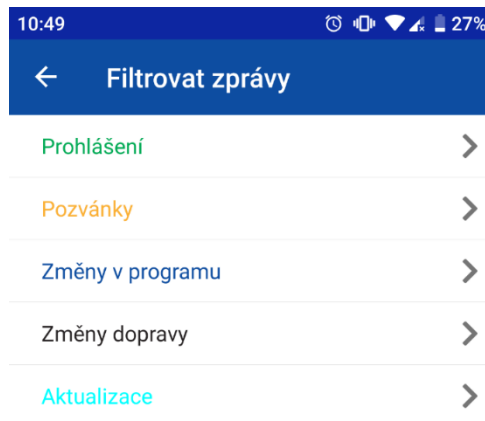 10:49 27%
Filtrovat zprávy
Prohlášení
Pozvánky
Změny v programu
Změny dopravy
Aktualizace